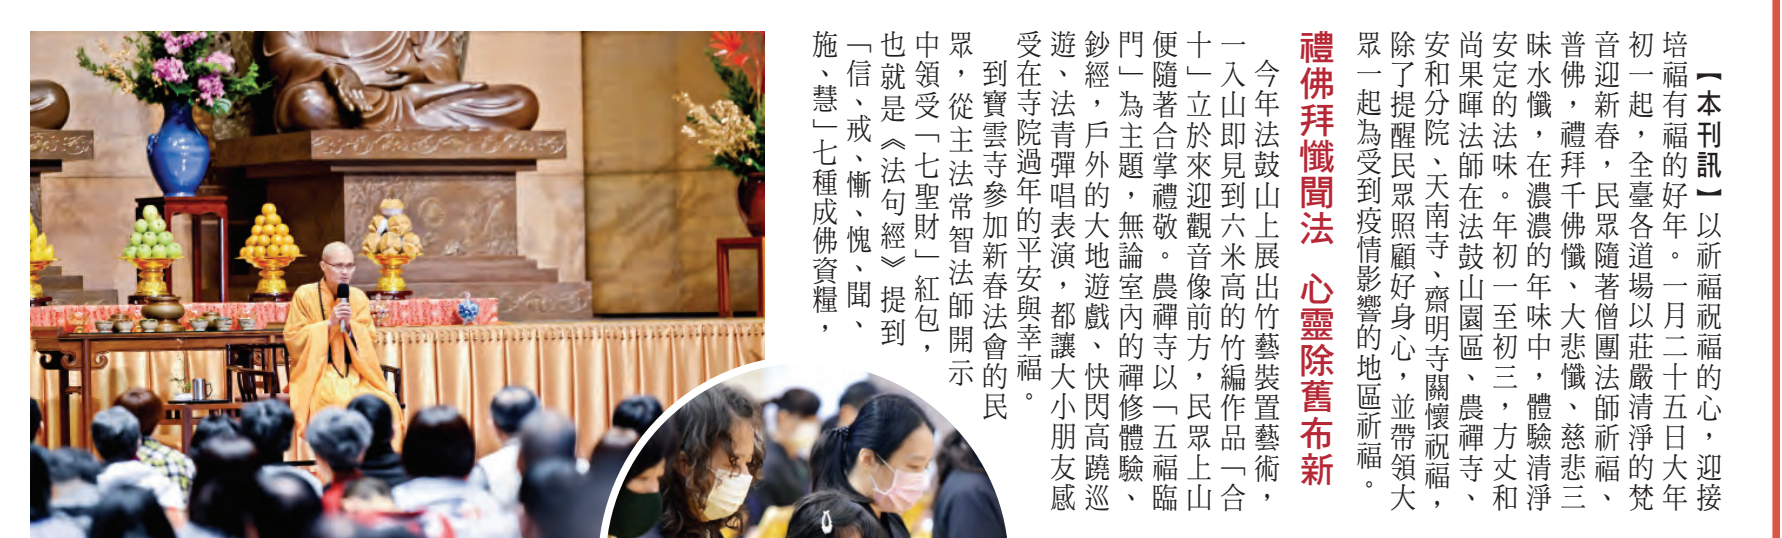 【本刊訊】以祈福祝福的心，迎接
培福有福的好年。一月二十五日大年
初一起，全臺各道場以莊嚴清淨的梵
音迎新春，民眾隨著僧團法師祈福、
普佛，禮拜千佛懺、大悲懺、慈悲三
昧水懺，在濃濃的年味中，體驗清淨
安定的法味。年初一至初三，方丈和
尚果暉法師在法鼓山園區、農禪寺、
安和分院、天南寺、齋明寺關懷祝福，
除了提醒民眾照顧好身心，並帶領大
眾一起為受到疫情影響的地區祈福。
禮佛拜懺聞法　心靈除舊布新
今年法鼓山上展出竹藝裝置藝術，
一入山即見到六米高的竹編作品「合
十」立於來迎觀音像前方，民眾上山
便隨著合掌禮敬。農禪寺以「五福臨
門」為主題，無論室內的禪修體驗、
鈔經，戶外的大地遊戲、快閃高蹺巡
遊、法青彈唱表演，都讓大小朋友感
受在寺院過年的平安與幸福。
到寶雲寺參加新春法會的民
眾，從主法常智法師開示
中領受「七聖財」紅包，
也就是《法句經》提到
「信、戒、慚、愧、聞、
施、慧」七種成佛資糧，